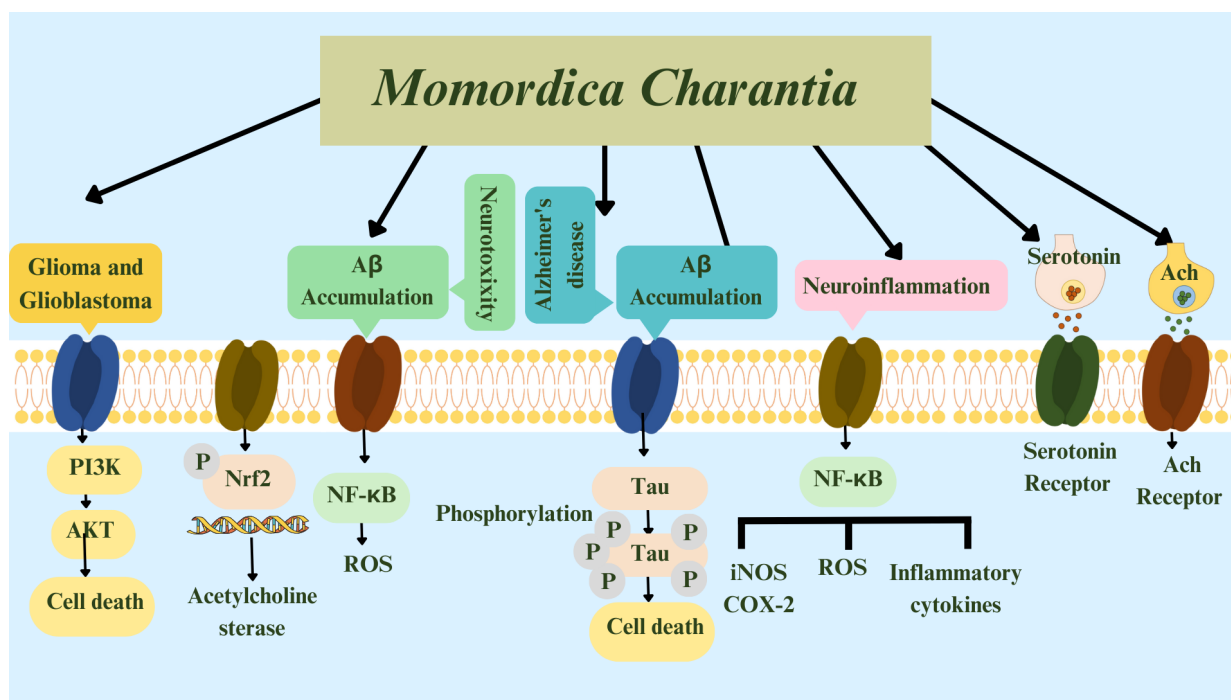 Momordica Charantia
Glioma and
Glioblastoma
Aβ
Accumulation
Neurotoxixity
Alzheimer's
disease
Aβ
Accumulation
Neuroinflammation
Serotonin
Ach
PI3K
AKT
Cell death
P
Nrf2
Acetylcholine
sterase
NF-κB
ROS
Phosphorylation
Tau
P
P
P
Tau
P
P
Cell death
NF-κB
iNOS
COX-2
ROS
Inflammatory
cytokines
Serotonin
Receptor
Ach
Receptor